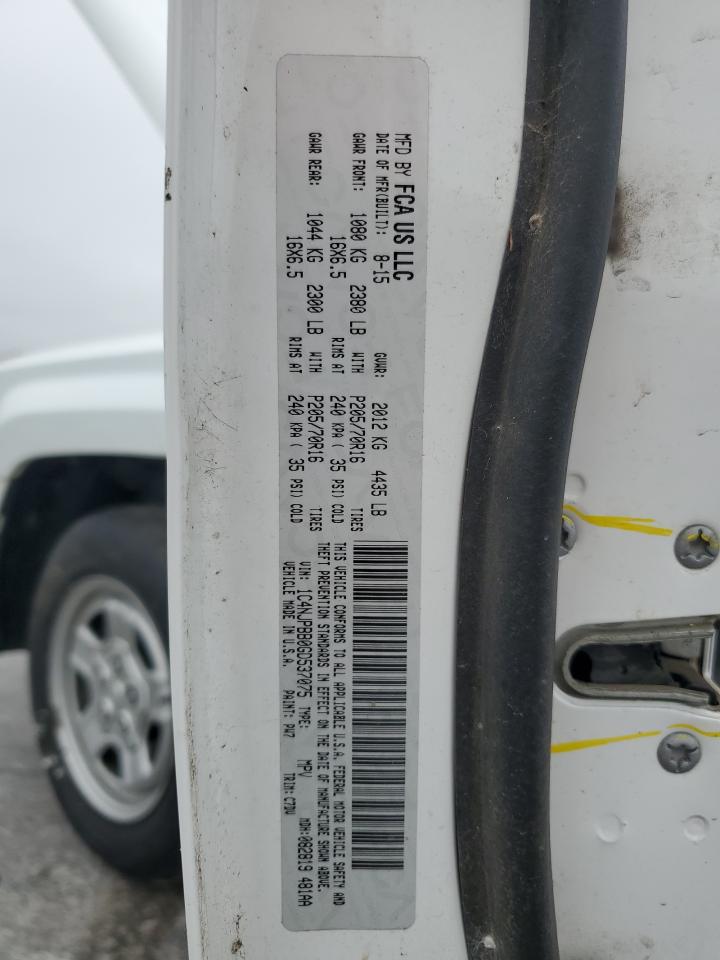 MFD BY FCA US LLC
DATE OF MFR(BUILT): 8-15 GVWR: 2012 KG 4435 LB
GAWR FRONT: 1080 KG 2380 LB WITH P205/70R16 TIRES
16X6.5 RIMS AT 240 KPA ( 35 PSI) COLD
GAWR REAR: 1044 KG 2300 LB WITH P205/70R16 TIRES
16X6.5 RIMS AT 240 KPA ( 35 PSI) COLD
THIS VEHICLE CONFORMS TO ALL APPLICABLE U.S.A. FEDERAL MOTOR VEHICLE SAFETY AND
THEFT PREVENTION STANDARDS IN EFFECT ON THE DATE OF MANUFACTURE SHOWN ABOVE.
VIN: 1C4NJPBB0GD537075 TYPE: MPV MDH:082819 481AA
VEHICLE MADE IN U.S.A. PAINT: PW7 TRIM: C7DV